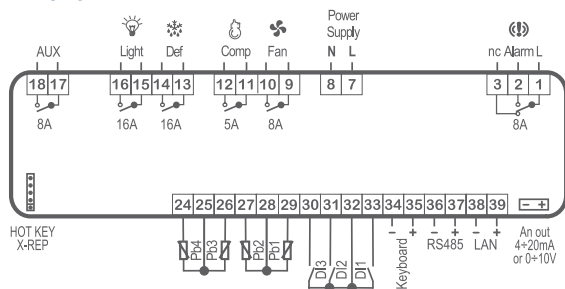 Power
Supply
AUX Light Def Comp Fan N L nc Alarm L
18 17 16 15 14 13 12 11 10 9 8 7 3 2 1
8A 16A 16A 5A 8A 8A
24 25 26 27 28 29 30 31 32 33 34 35 36 37 38 39 - +
Pb4 Pb3 Pb2 Pb1 DI3 DI2 DI1 Keyboard
- + - + - +
RS485 LAN
HOT KEY
X-REP
An out
4÷20mA
or 0÷10V